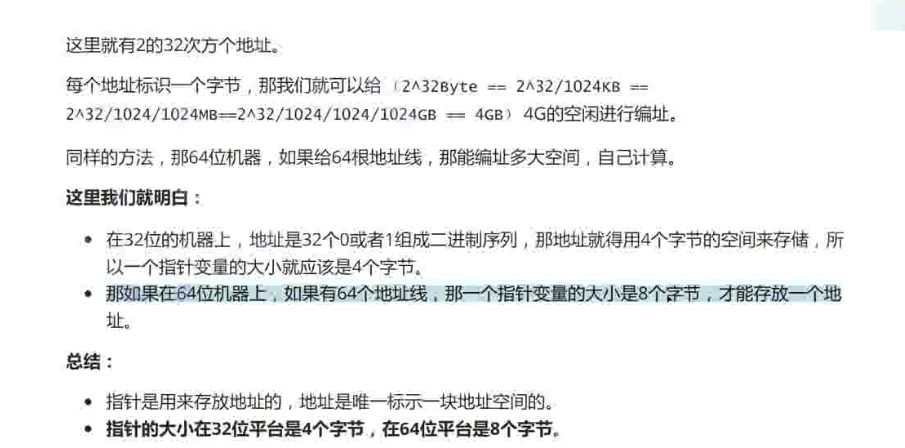 这里就有2的32次方个地址。
每个地址标识一个字节，那我们就可以给（2^32Byte == 2^32/1024KB ==
2^32/1024/1024MB==2^32/1024/1024/1024GB == 4GB）4G的空闲进行编址。
同样的方法，那64位机器，如果给64根地址线，那能编址多大空间，自己计算。
这里我们就明白：
• 在32位的机器上，地址是32个0或者1组成二进制序列，那地址就得用4个字节的空间来存储，所
以一个指针变量的大小就应该是4个字节。
• 那如果在64位机器上，如果有64个地址线，那一个指针变量的大小是8个字节，才能存放一个地
址。
总结：
• 指针是用来存放地址的，地址是唯一标示一块地址空间的。
• 指针的大小在32位平台是4个字节，在64位平台是8个字节。